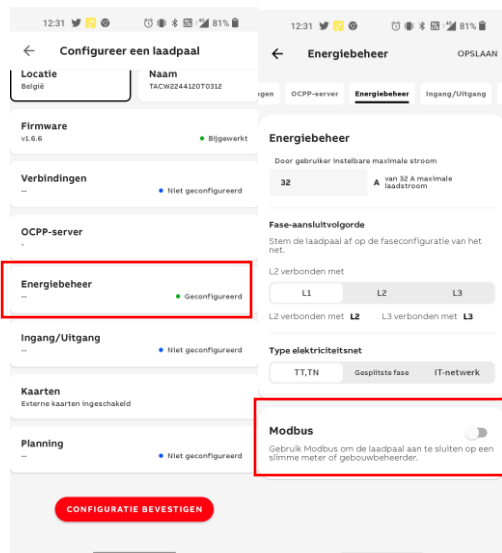 12:31
81%
Configureer een laadpaal
Locatie
België
Naam
TACW2244120T0312
Firmware
v1.6.6
Bijgewerkt
Verbindingen
--
Niet geconfigureerd
OCPP-server
-
Energiebeheer
--
Geconfigureerd
Ingang/Uitgang
--
Niet geconfigureerd
Kaarten
Externe kaarten ingeschakeld
Planning
--
Niet geconfigureerd
CONFIGURATIE BEVESTIGEN
12:31
81%
Energiebeheer
OPSLAAN
gen
OCPP-server
Energiebeheer
Ingang/Uitgang
Energiebeheer
Door gebruiker instelbare maximale stroom
32
A
van 32 A maximale
laadstroom
Fase-aansluitvolgorde
Stem de laadpaal af op de faseconfiguratie van het
net.
L2 verbonden met
L1
L2
L3
L2 verbonden met L2
L3 verbonden met L3
Type elektriciteitsnet
TT,TN
Gesplitste fase
IT-netwerk
Modbus
Gebruik Modbus om de laadpaal aan te sluiten op een
slimme meter of gebouwbeheerder.